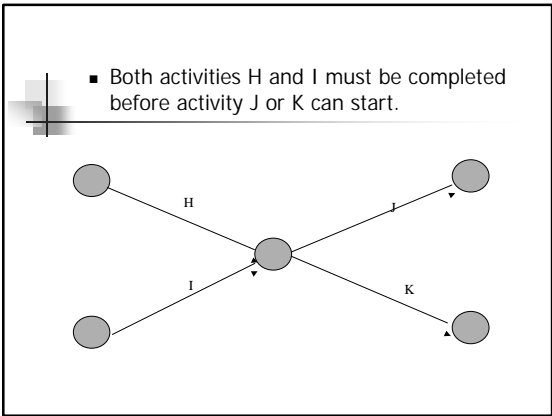 Both activities H and I must be completed
before activity J or K can start.
H
J
I
K